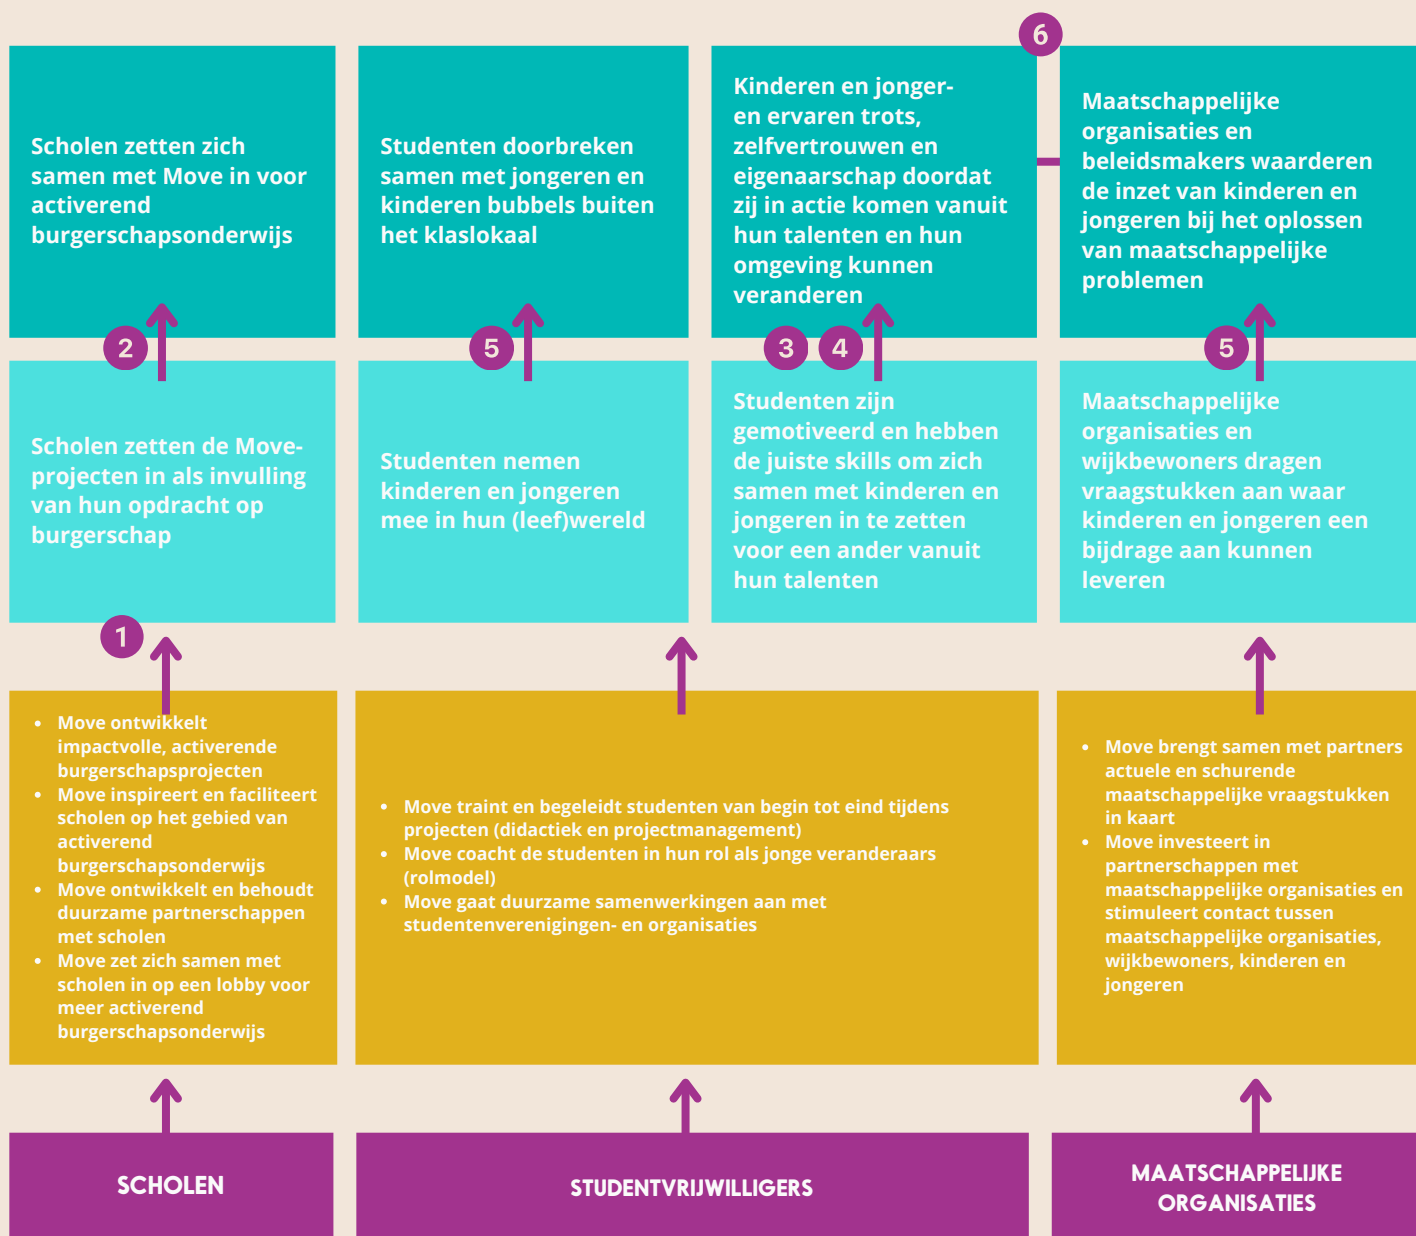 6
Scholen zetten zich
samen met Move in voor
activerend
burgerschapsonderwijs
Studenten doorbreken
samen met jongeren en
kinderen bubbels buiten
het klaslokaal
Kinderen en jonger-
en ervaren trots,
zelfvertrouwen en
eigenaarschap doordat
zij in actie komen vanuit
hun talenten en hun
omgeving kunnen
veranderen
Maatschappelijke
organisaties en
beleidsmakers waarderen
de inzet van kinderen en
jongeren bij het oplossen
van maatschappelijke
problemen
2
5
3
4
5
Scholen zetten de Move-
projecten in als invulling
van hun opdracht op
burgerschap
Studenten nemen
kinderen en jongeren
mee in hun (leef)wereld
Studenten zijn
gemotiveerd en hebben
de juiste skills om zich
samen met kinderen en
jongeren in te zetten
voor een ander vanuit
hun talenten
Maatschappelijke
organisaties en
wijkbewoners dragen
vraagstukken aan waar
kinderen en jongeren een
bijdrage aan kunnen
leveren
1
• Move ontwikkelt
impactvolle, activerende
burgerschapsprojecten
• Move inspireert en faciliteert
scholen op het gebied van
activerend
burgerschapsonderwijs
• Move ontwikkelt en behoudt
duurzame partnerschappen
met scholen
• Move zet zich samen met
scholen in op een lobby voor
meer activerend
burgerschapsonderwijs
• Move traint en begeleidt studenten van begin tot eind tijdens
projecten (didactiek en projectmanagement)
• Move coacht de studenten in hun rol als jonge veranderaars
(rolmodel)
• Move gaat duurzame samenwerkingen aan met
studentenverenigingen- en organisaties
• Move brengt samen met partners
actuele en schurende
maatschappelijke vraagstukken
in kaart
• Move investeert in
partnerschappen met
maatschappelijke organisaties en
stimuleert contact tussen
maatschappelijke organisaties,
wijkbewoners, kinderen en
jongeren
SCHOLEN
STUDENTVRIJWILLIGERS
MAATSCHAPPELIJKE
ORGANISATIES